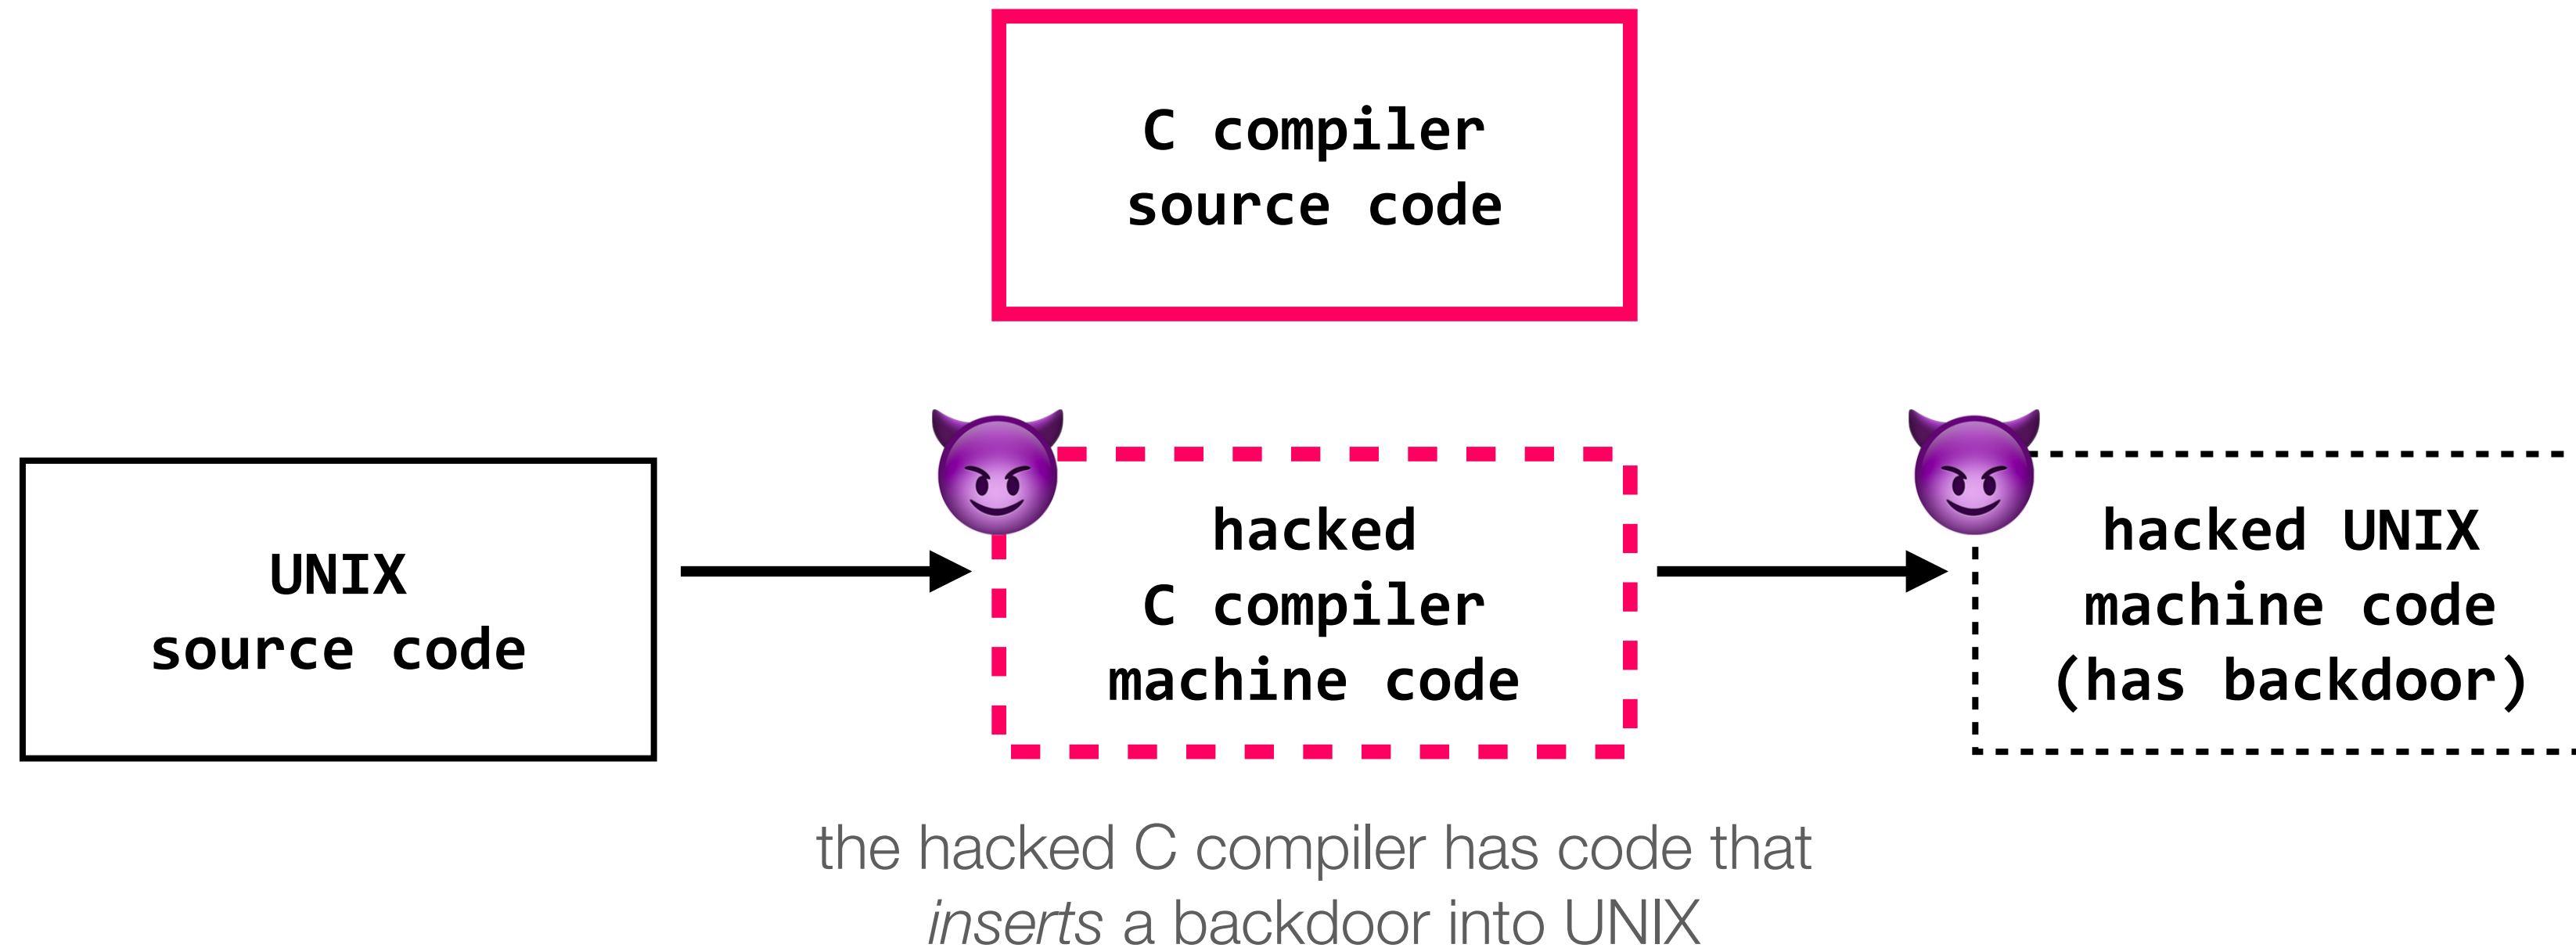 C compiler
source code
UNIX
source code
hacked
C compiler
machine code
hacked UNIX
machine code
(has backdoor)
the hacked C compiler has code that
inserts a backdoor into UNIX